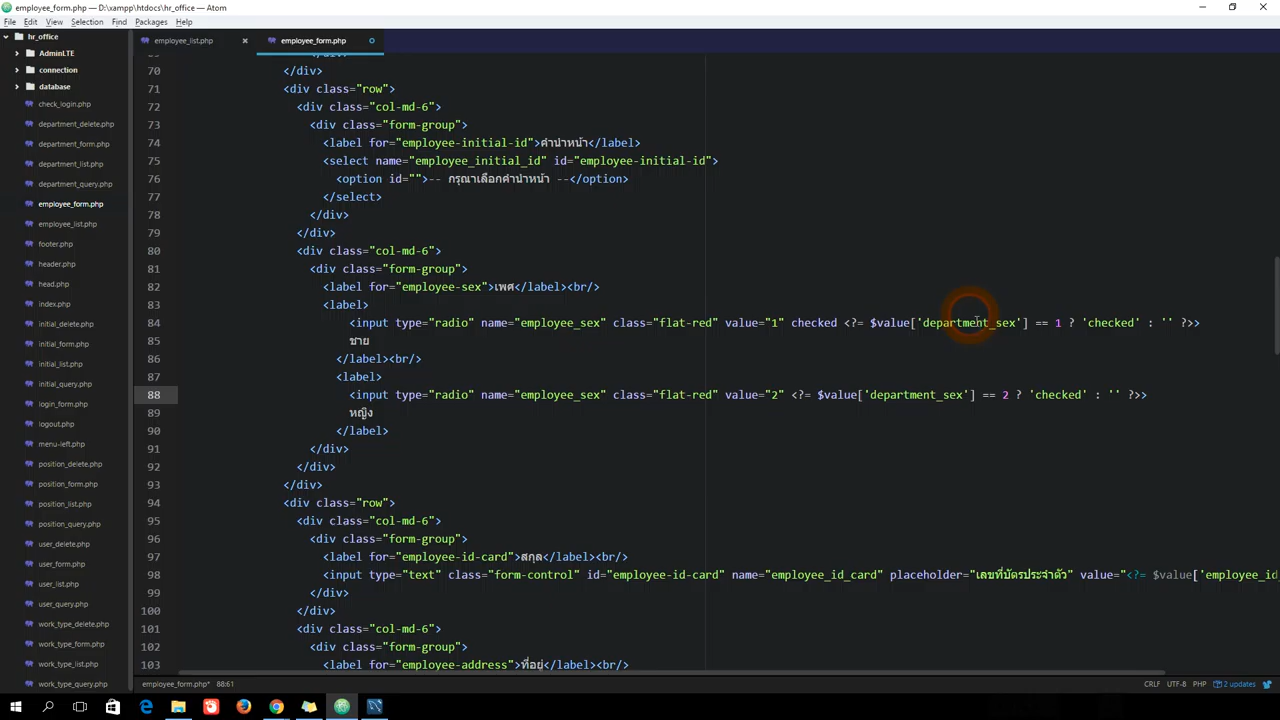 employee_form.php — D:\xampp\htdocs\hr_office — Atom
File Edit View Selection Find Packages Help
hr_office
AdminLTE
connection
database
check_login.php
department_delete.php
department_form.php
department_list.php
department_query.php
employee_form.php
employee_list.php
footer.php
header.php
head.php
index.php
initial_delete.php
initial_form.php
initial_list.php
initial_query.php
login_form.php
logout.php
menu-left.php
position_delete.php
position_form.php
position_list.php
position_query.php
user_delete.php
user_form.php
user_list.php
user_query.php
work_type_delete.php
work_type_form.php
work_type_list.php
work_type_query.php
employee_list.php employee_form.php
70 </div>
71 <div class="row">
72 <div class="col-md-6">
73 <div class="form-group">
74 <label for="employee-initial-id">คำนำหน้า</label>
75 <select name="employee_initial_id" id="employee-initial-id">
76 <option id="">-- กรุณาเลือกคำนำหน้า --</option>
77 </select>
78 </div>
79 </div>
80 <div class="col-md-6">
81 <div class="form-group">
82 <label for="employee-sex">เพศ</label><br/>
83 <label>
84 <input type="radio" name="employee_sex" class="flat-red" value="1" checked <?= $value['department_sex'] == 1 ? 'checked' : '' ?>>
85 ชาย
86 </label><br/>
87 <label>
88 <input type="radio" name="employee_sex" class="flat-red" value="2" <?= $value['department_sex'] == 2 ? 'checked' : '' ?>>
89 หญิง
90 </label>
91 </div>
92 </div>
93 </div>
94 <div class="row">
95 <div class="col-md-6">
96 <div class="form-group">
97 <label for="employee-id-card">สกุล</label><br/>
98 <input type="text" class="form-control" id="employee-id-card" name="employee_id_card" placeholder="เลขที่บัตรประจำตัว" value="<?= $value['employee_id_
99 </div>
100 </div>
101 <div class="col-md-6">
102 <div class="form-group">
103 <label for="employee-address">ที่อยู่</label><br/>
employee_form.php* 88:61 CRLF UTF-8 PHP 2 updates